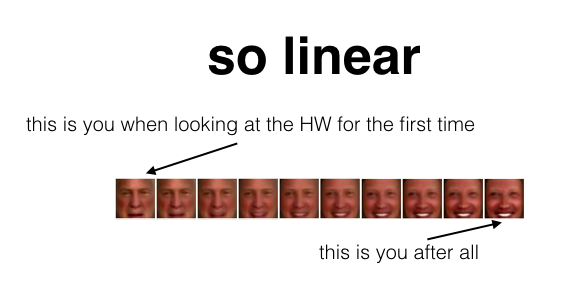 so linear
this is you when looking at the HW for the first time
this is you after all